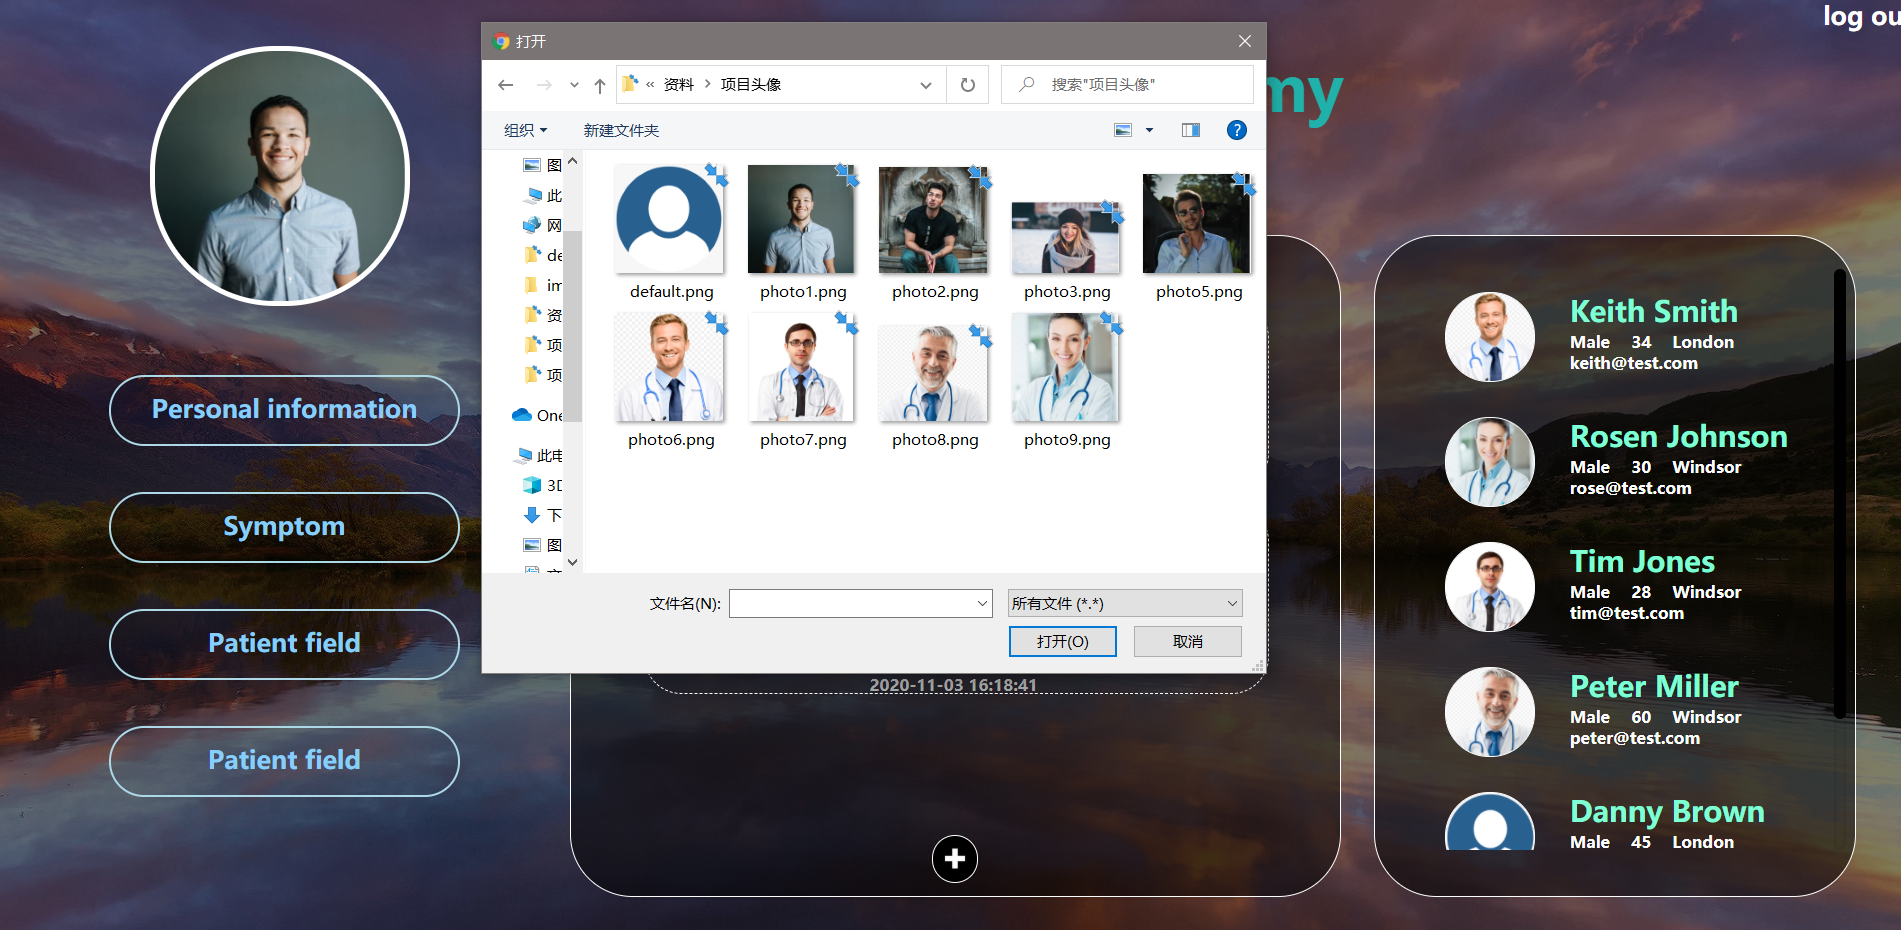 log ou
my
打开
« 资料 › 项目头像
搜索"项目头像"
组织
新建文件夹
图
此
网
de
im
资
项
项
One
此电
3D
下
图
default.png
photo1.png
photo2.png
photo3.png
photo5.png
photo6.png
photo7.png
photo8.png
photo9.png
文件名(N):
所有文件 (*.*)
打开(O)
取消
Personal information
Symptom
Patient field
Patient field
2020-11-03 16:18:41
Keith Smith
Male 34 London
keith@test.com
Rosen Johnson
Male 30 Windsor
rose@test.com
Tim Jones
Male 28 Windsor
tim@test.com
Peter Miller
Male 60 Windsor
peter@test.com
Danny Brown
Male 45 London